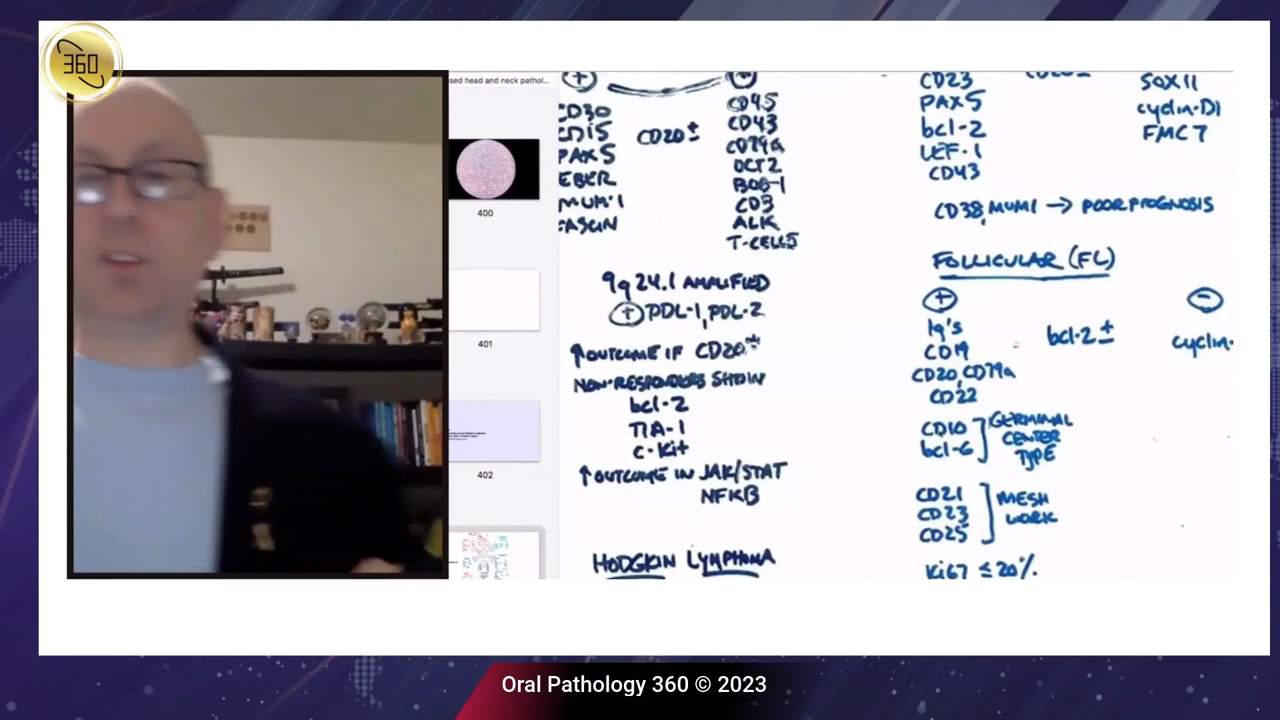 360
used head and neck pathol...
400
401
402
+
-
CD30
CD15
PAX5
EBER
MUM-1
FASCIN
CD20 ±
CD45
CD43
CD79a
OCT2
BOB-1
CD3
ALK
T-CELLS
9q24.1 AMPLIFIED
+ PDL-1, PDL-2
↑OUTCOME IF CD20
NON-RESPONDERS SHOW
bcl-2
TIA-1
c-Kit
↑OUTCOME IN JAK/STAT
NFKB
HODGKIN LYMPHOMA
CD23
PAX5
bcl-2
LEF-1
CD43
SOX11
cyclin-D1
FMC7
CD38, MUM1 → POOR PROGNOSIS
FOLLICULAR (FL)
+
-
Ig's
CD19
CD20, CD79a
CD22
bcl-2 ±
cyclin-
CD10
bcl-6
GERMINAL
CENTER
TYPE
CD21
CD23
CD25
MESH
WORK
Ki67 ≤20%
Oral Pathology 360 © 2023